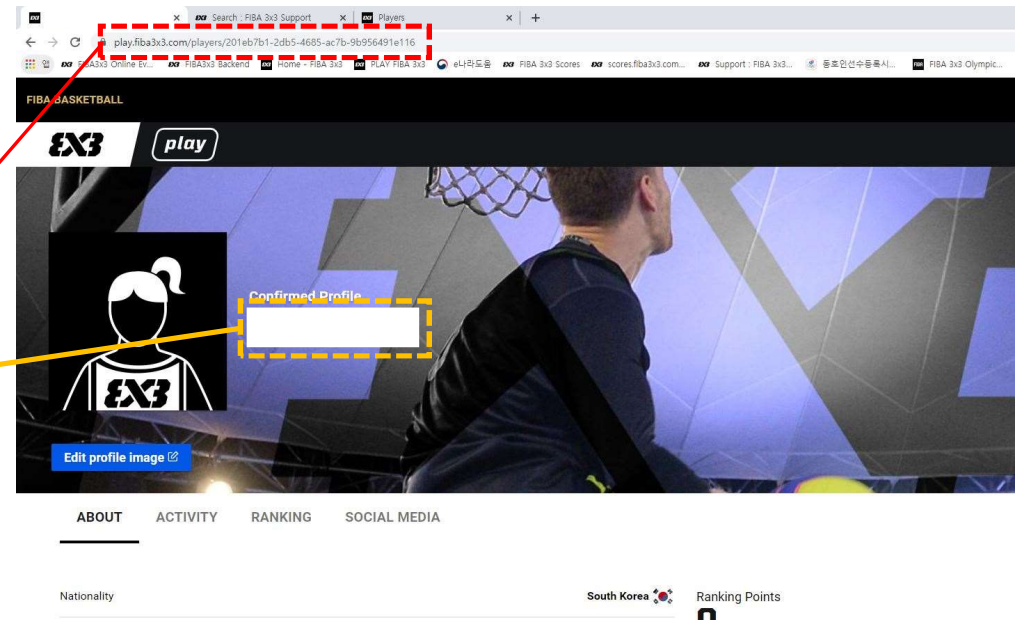 Search : FIBA 3x3 Support
Players
play.fiba3x3.com/players/201eb7b1-2db5-4685-ac7b-9b956491e116
앱 FIBA3x3 Online Ev... FIBA3x3 Backend Home - FIBA 3x3 PLAY FIBA 3x3 e나라도움 FIBA 3x3 Scores scores.fiba3x3.com... Support : FIBA 3x3... 동호인선수등록시... FIBA 3x3 Olympic...
FIBA BASKETBALL
3X3 play
Confirmed Profile
3X3
Edit profile image
ABOUT ACTIVITY RANKING SOCIAL MEDIA
Nationality South Korea Ranking Points